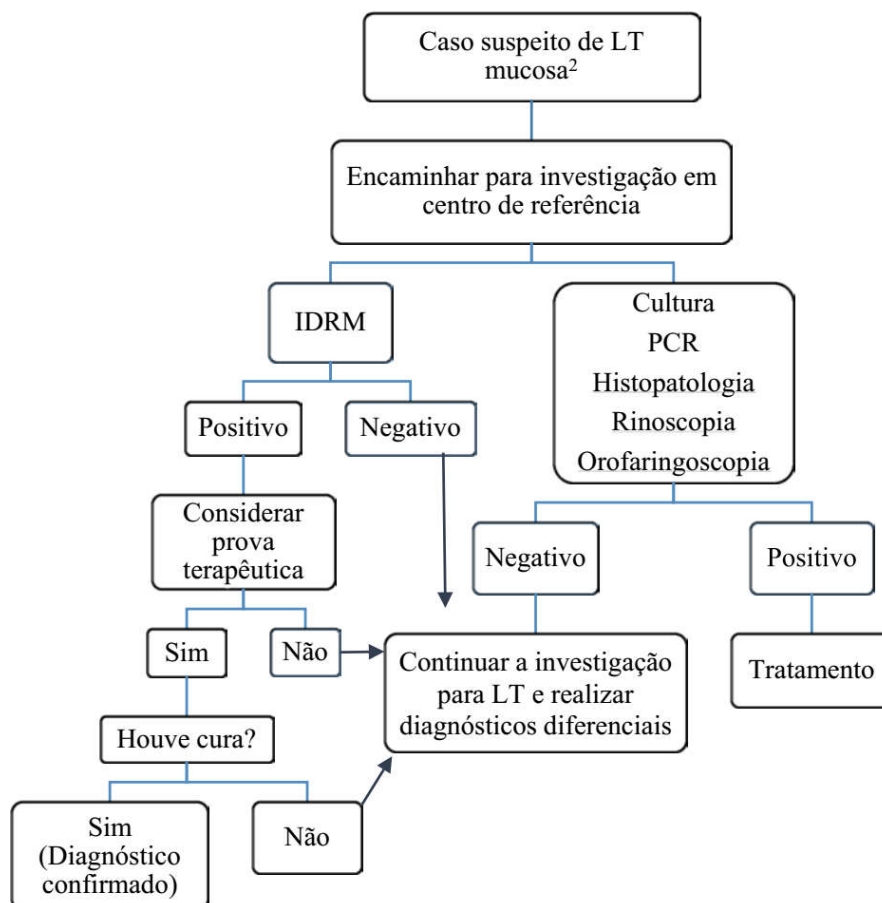 Caso suspeito de LT
mucosa²
Encaminhar para investigação em
centro de referência
IDRM
Cultura
PCR
Histopatologia
Rinoscopia
Orofaringoscopia
Positivo
Negativo
Considerar
prova
terapêutica
Negativo
Positivo
Sim
Não
Continuar a investigação
para LT e realizar
diagnósticos diferenciais
Tratamento
Houve cura?
Sim
(Diagnóstico
confirmado)
Não